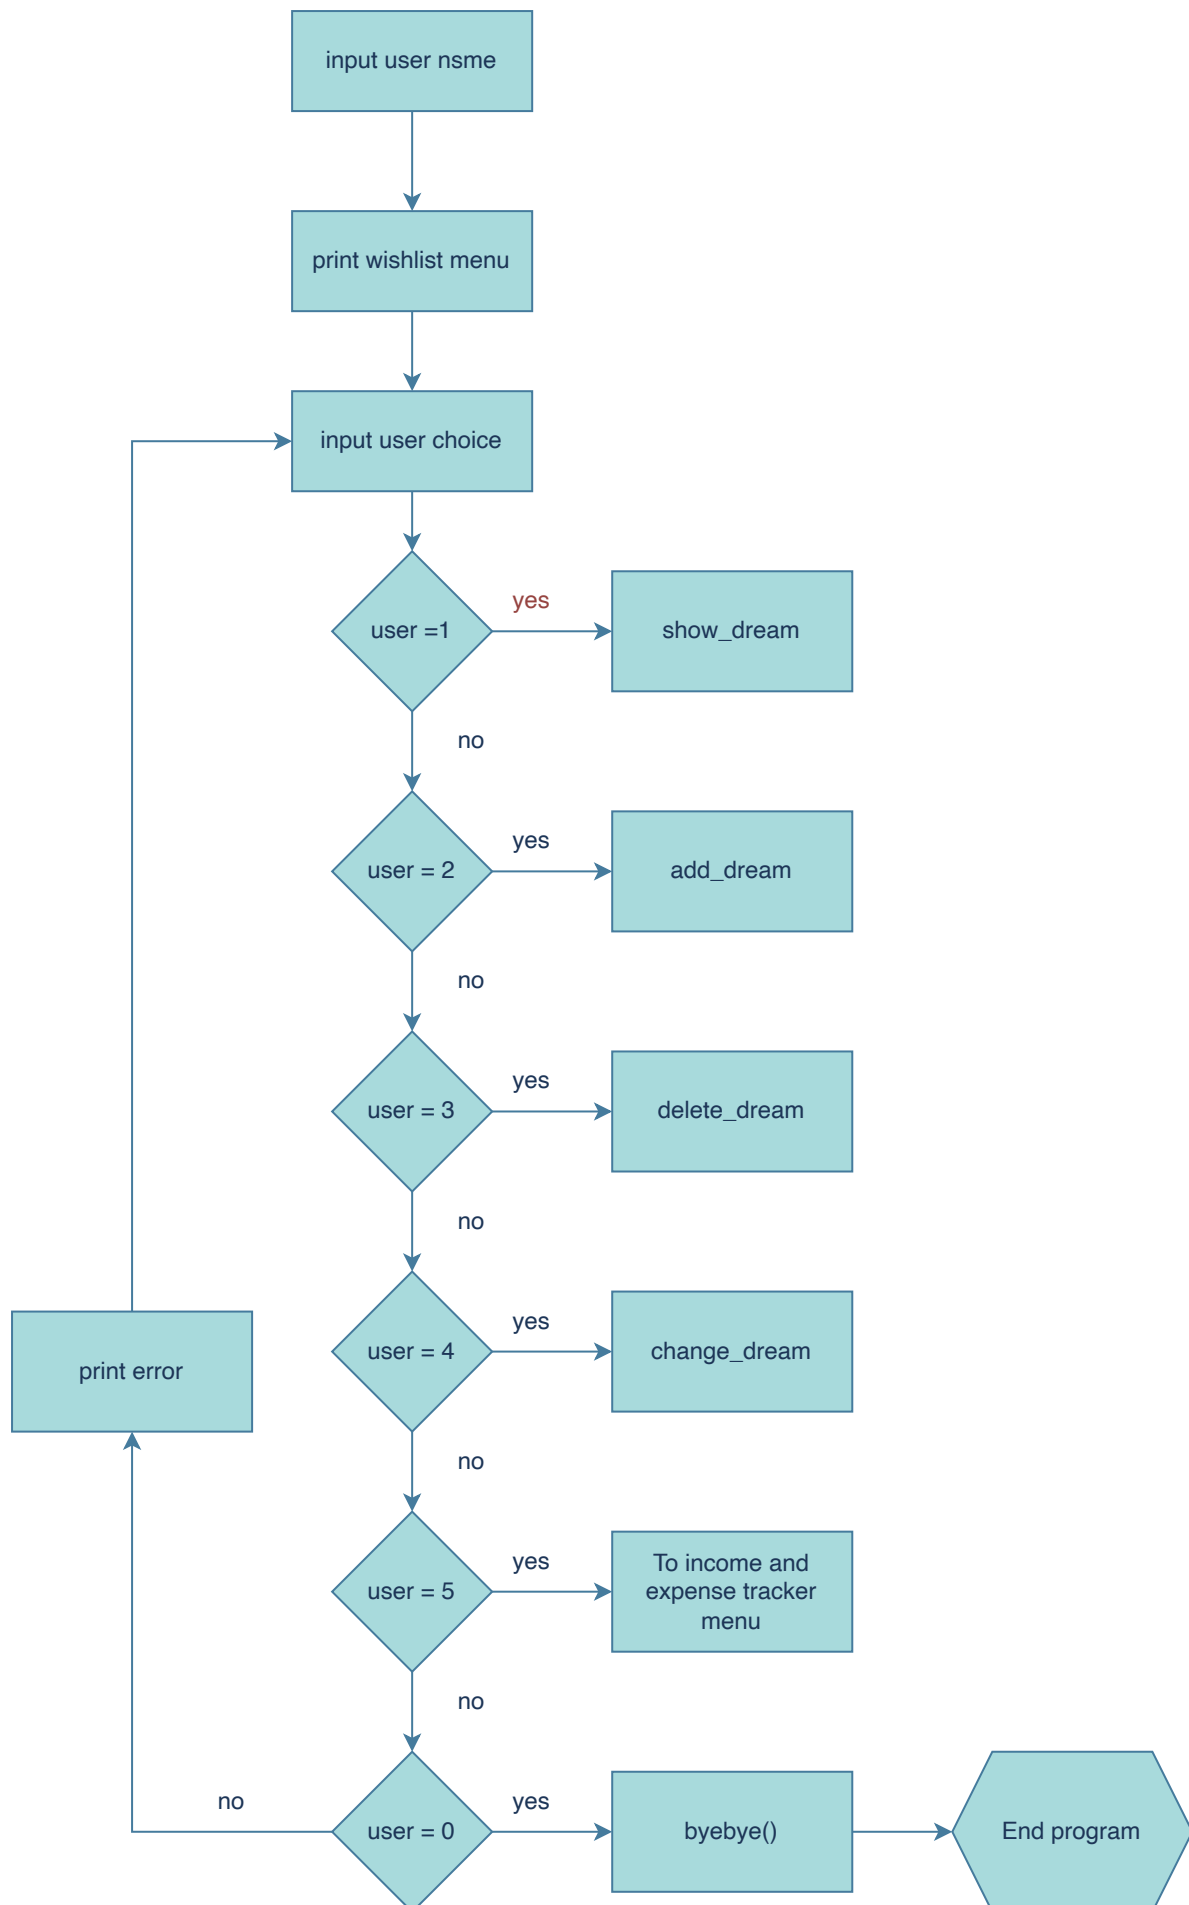 input user nsme
print wishlist menu
input user choice
yes
user =1
show_dream
no
yes
user = 2
add_dream
no
yes
user = 3
delete_dream
no
yes
user = 4
change_dream
print error
no
yes
user = 5
To income and
expense tracker
menu
no
no
yes
user = 0
byebye()
End program